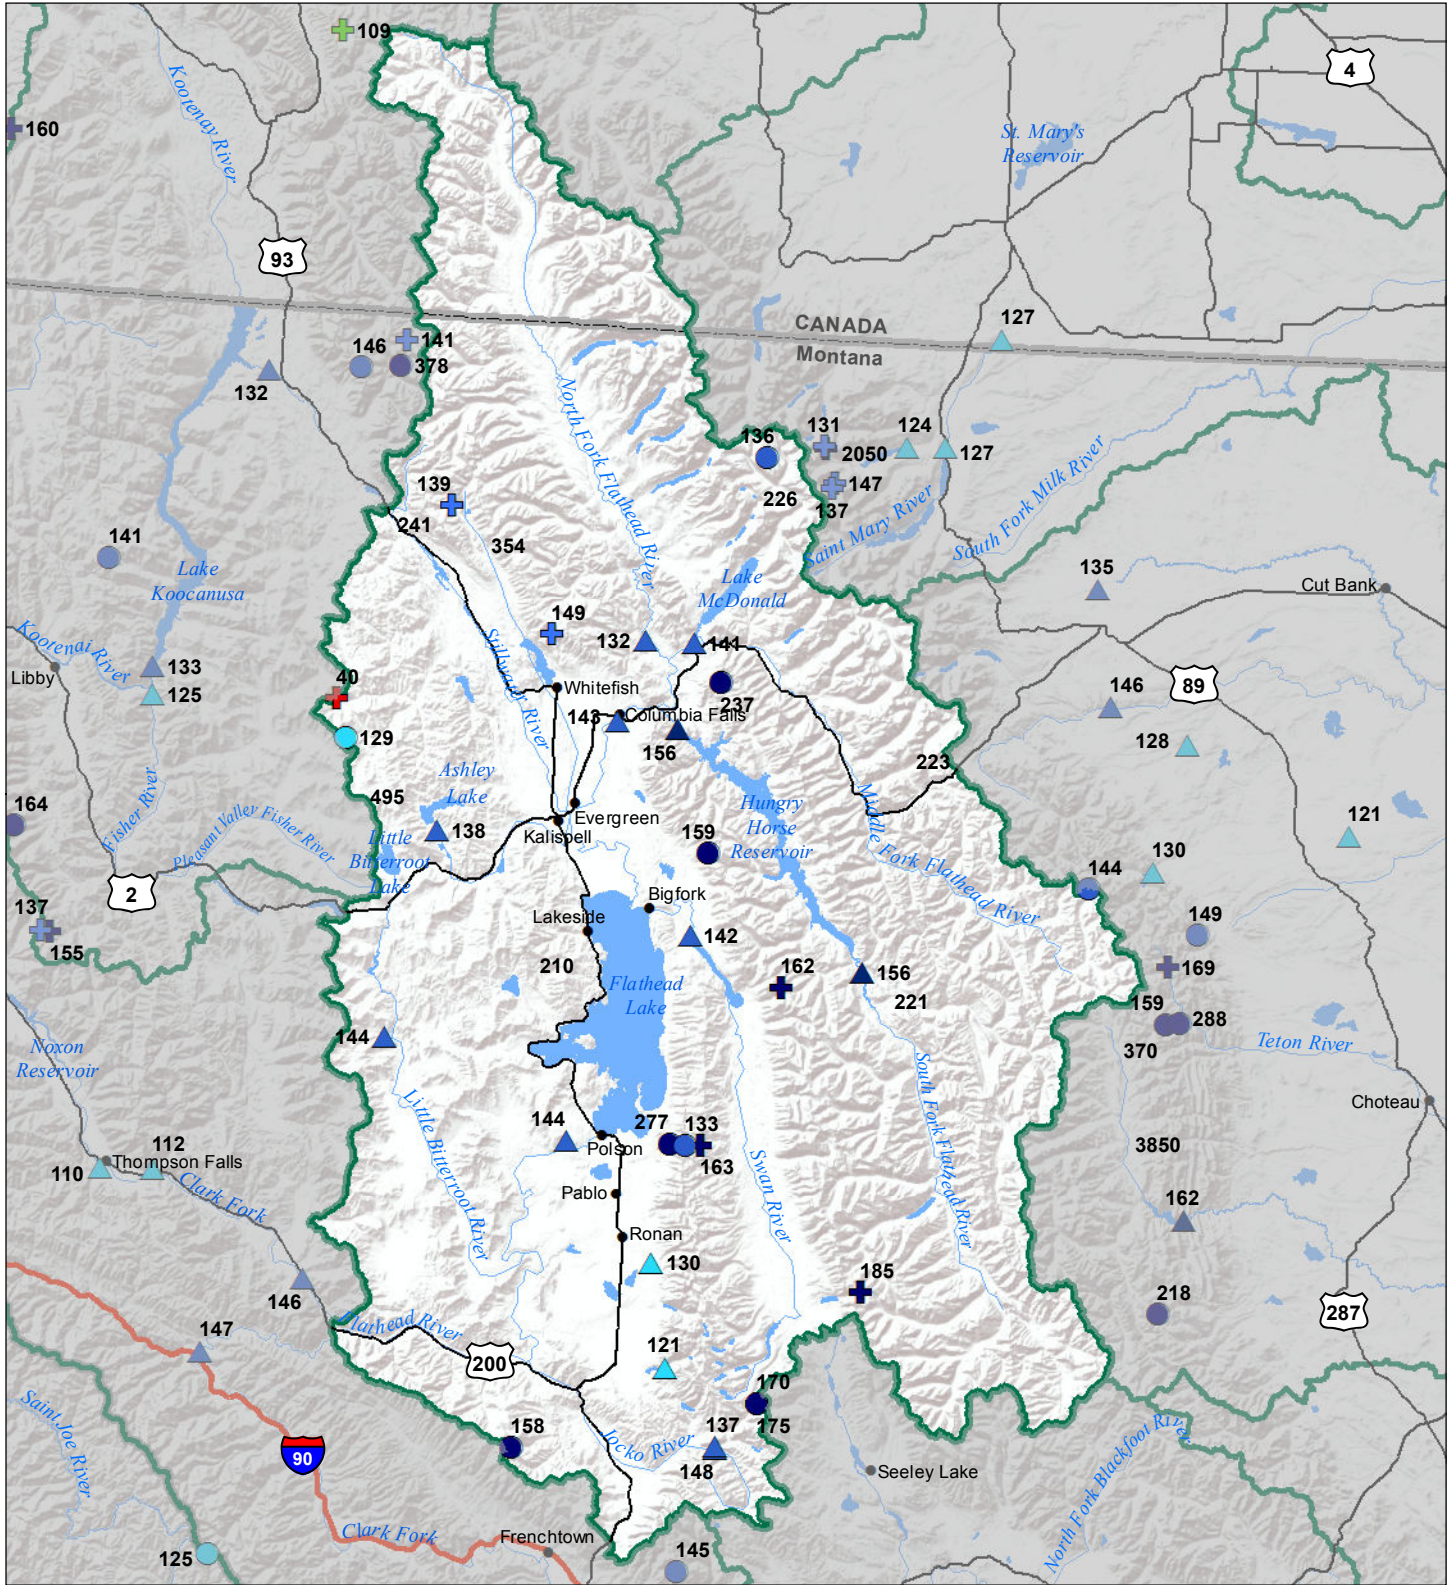 109
4
Kootenay River
160
St. Mary's
Reservoir
93
CANADA
Montana
127
141
146
378
132
North Fork Flathead River
136
131
124
2050
127
139
226
147
137
241
Saint Mary River
South Fork Milk River
354
141
Lake
Koocanusa
Lake
McDonald
135
Cut Bank
149
Kootenai River
132
141
Stillwater River
Libby
133
125
40
Whitefish
237
89
146
143
Columbia Falls
156
129
128
223
Ashley
Lake
Fisher River
495
164
Pleasant Valley Fisher River
Hungry
Horse
Reservoir
Middle Fork Flathead River
138
Evergreen
Kalispell
121
Little
Bitterroot
Lake
159
130
144
2
Bigfork
137
155
Lakeside
142
149
162
169
210
156
221
Flathead
Lake
159
288
370
144
Noxon
Reservoir
Teton River
South Fork Flathead River
Little Bitterroot River
Choteau
144
277
133
163
Polson
3850
Swan River
112
110
Thompson Falls
Clark Fork
Pablo
162
Ronan
130
185
146
218
287
147
Flathead River
200
121
170
175
Saint Joe River
158
Jocko River
137
148
North Fork Blackfoot River
90
Seeley Lake
Clark Fork
Frenchtown
125
145